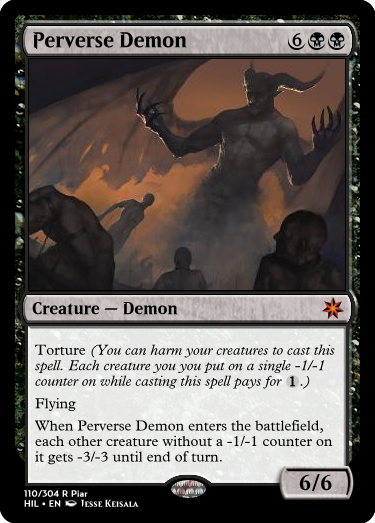 Perverse Demon 6
Creature — Demon
Torture (You can harm your creatures to cast this
spell. Each creature you you put on a single -1/-1
counter on while casting this spell pays for 1.)
Flying
When Perverse Demon enters the battlefield,
each other creature without a -1/-1 counter on
it gets -3/-3 until end of turn.
6/6
110/304 R Piar
HIL • EN Jesse Keisala